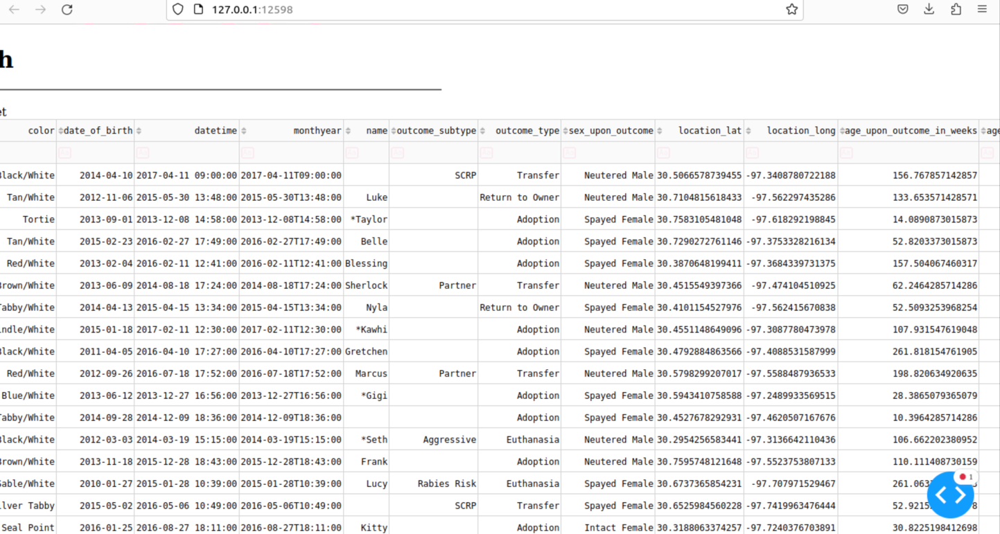 127.0.0.1:12598
h
et
color date_of_birth datetime monthyear name outcome_subtype outcome_type sex_upon_outcome location_lat location_long age_upon_outcome_in_weeks age
Black/White 2014-04-10 2017-04-11 09:00:00 2017-04-11T09:00:00 SCRP Transfer Neutered Male 30.5066578739455 -97.3408780722188 156.767857142857
Tan/White 2012-11-06 2015-05-30 13:48:00 2015-05-30T13:48:00 Luke Return to Owner Neutered Male 30.7104815618433 -97.562297435286 133.653571428571
Tortie 2013-09-01 2013-12-08 14:58:00 2013-12-08T14:58:00 *Taylor Adoption Spayed Female 30.7583105481048 -97.618292198845 14.0890873015873
Tan/White 2015-02-23 2016-02-27 17:49:00 2016-02-27T17:49:00 Belle Adoption Spayed Female 30.7290272761146 -97.3753328216134 52.8203373015873
Red/White 2013-02-04 2016-02-11 12:41:00 2016-02-11T12:41:00 Blessing Adoption Spayed Female 30.3870648199411 -97.3684339731375 157.504067460317
Brown/White 2013-06-09 2014-08-18 17:24:00 2014-08-18T17:24:00 Sherlock Partner Transfer Neutered Male 30.4515549397366 -97.474104510925 62.2464285714286
Tabby/White 2014-04-13 2015-04-15 13:34:00 2015-04-15T13:34:00 Nyla Return to Owner Spayed Female 30.4101154527976 -97.562415670838 52.5093253968254
ndle/White 2015-01-18 2017-02-11 12:30:00 2017-02-11T12:30:00 *Kawhi Adoption Neutered Male 30.4551148649096 -97.3087780473978 107.931547619048
Black/White 2011-04-05 2016-04-10 17:27:00 2016-04-10T17:27:00 Gretchen Adoption Spayed Female 30.4792884863566 -97.4088531587999 261.818154761905
Red/White 2012-09-26 2016-07-18 17:52:00 2016-07-18T17:52:00 Marcus Partner Transfer Neutered Male 30.5798299207017 -97.5588487936533 198.820634920635
Blue/White 2013-06-12 2013-12-27 16:56:00 2013-12-27T16:56:00 *Gigi Adoption Spayed Female 30.5943410758588 -97.2489933569515 28.3865079365079
Tabby/White 2014-09-28 2014-12-09 18:36:00 2014-12-09T18:36:00 Adoption Spayed Female 30.4527678292931 -97.4620507167676 10.3964285714286
Black/White 2012-03-03 2014-03-19 15:15:00 2014-03-19T15:15:00 *Seth Aggressive Euthanasia Neutered Male 30.2954256583441 -97.3136642110436 106.662202380952
Brown/White 2013-11-18 2015-12-28 18:43:00 2015-12-28T18:43:00 Frank Adoption Neutered Male 30.7595748121648 -97.5523753807133 110.111408730159
Sable/White 2010-01-27 2015-01-28 10:39:00 2015-01-28T10:39:00 Lucy Rabies Risk Euthanasia Spayed Female 30.6737365854231 -97.707971529467 1
lver Tabby 2015-05-02 2016-05-06 10:49:00 2016-05-06T10:49:00 SCRP Transfer Spayed Female 30.6525984560228 -97.7419963476444
Seal Point 2016-01-25 2016-08-27 18:11:00 2016-08-27T18:11:00 Kitty Adoption Intact Female 30.3188063374257 -97.7240376703891 30.8225198412698